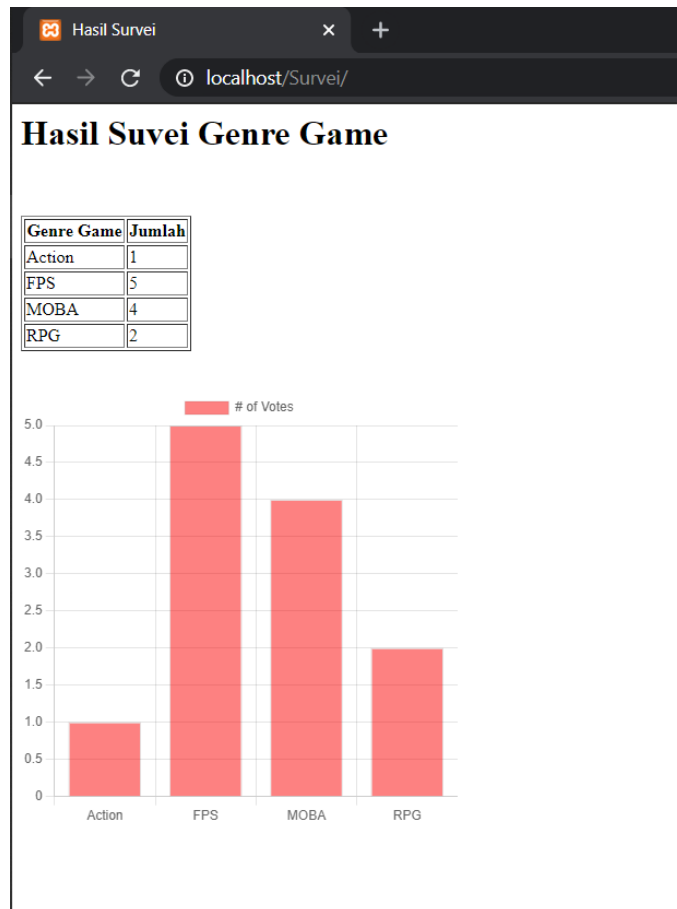 Hasil Survei
localhost/Survei/
Hasil Suvei Genre Game
Genre Game Jumlah
Action 1
FPS 5
MOBA 4
RPG 2
# of Votes
5.0
4.5
4.0
3.5
3.0
2.5
2.0
1.5
1.0
0.5
0
Action FPS MOBA RPG